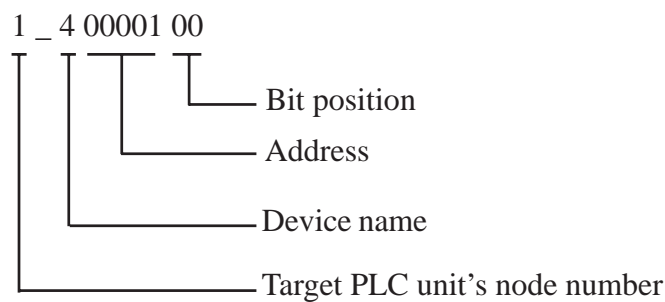 1 _ 4 00001 00
Bit position
Address
Device name
Target PLC unit's node number